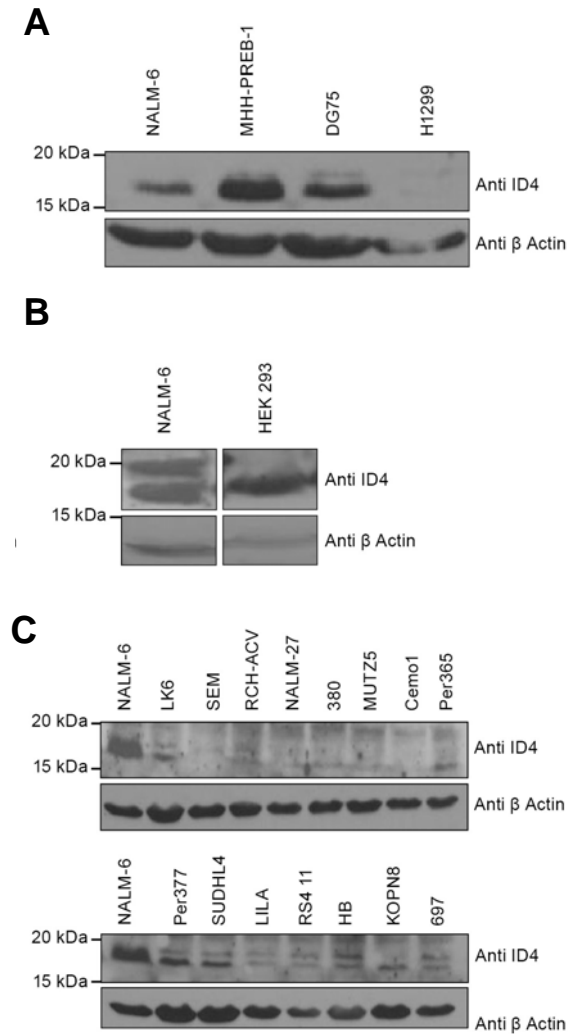 A
NALM-6 MHH-PREB-1 DG75 H1299
20 kDa
Anti ID4
15 kDa
Anti β Actin
B
NALM-6 HEK 293
20 kDa
Anti ID4
15 kDa
Anti β Actin
)
C
NALM-6 LK6 SEM RCH-ACV NALM-27 380 MUTZ5 Cemo1 Per365
20 kDa
Anti ID4
15 kDa
Anti β Actin
NALM-6 Per377 SUDHL4 LILA RS4 11 HB KOPN8 697
20 kDa
Anti ID4
15 kDa
Anti β Actin